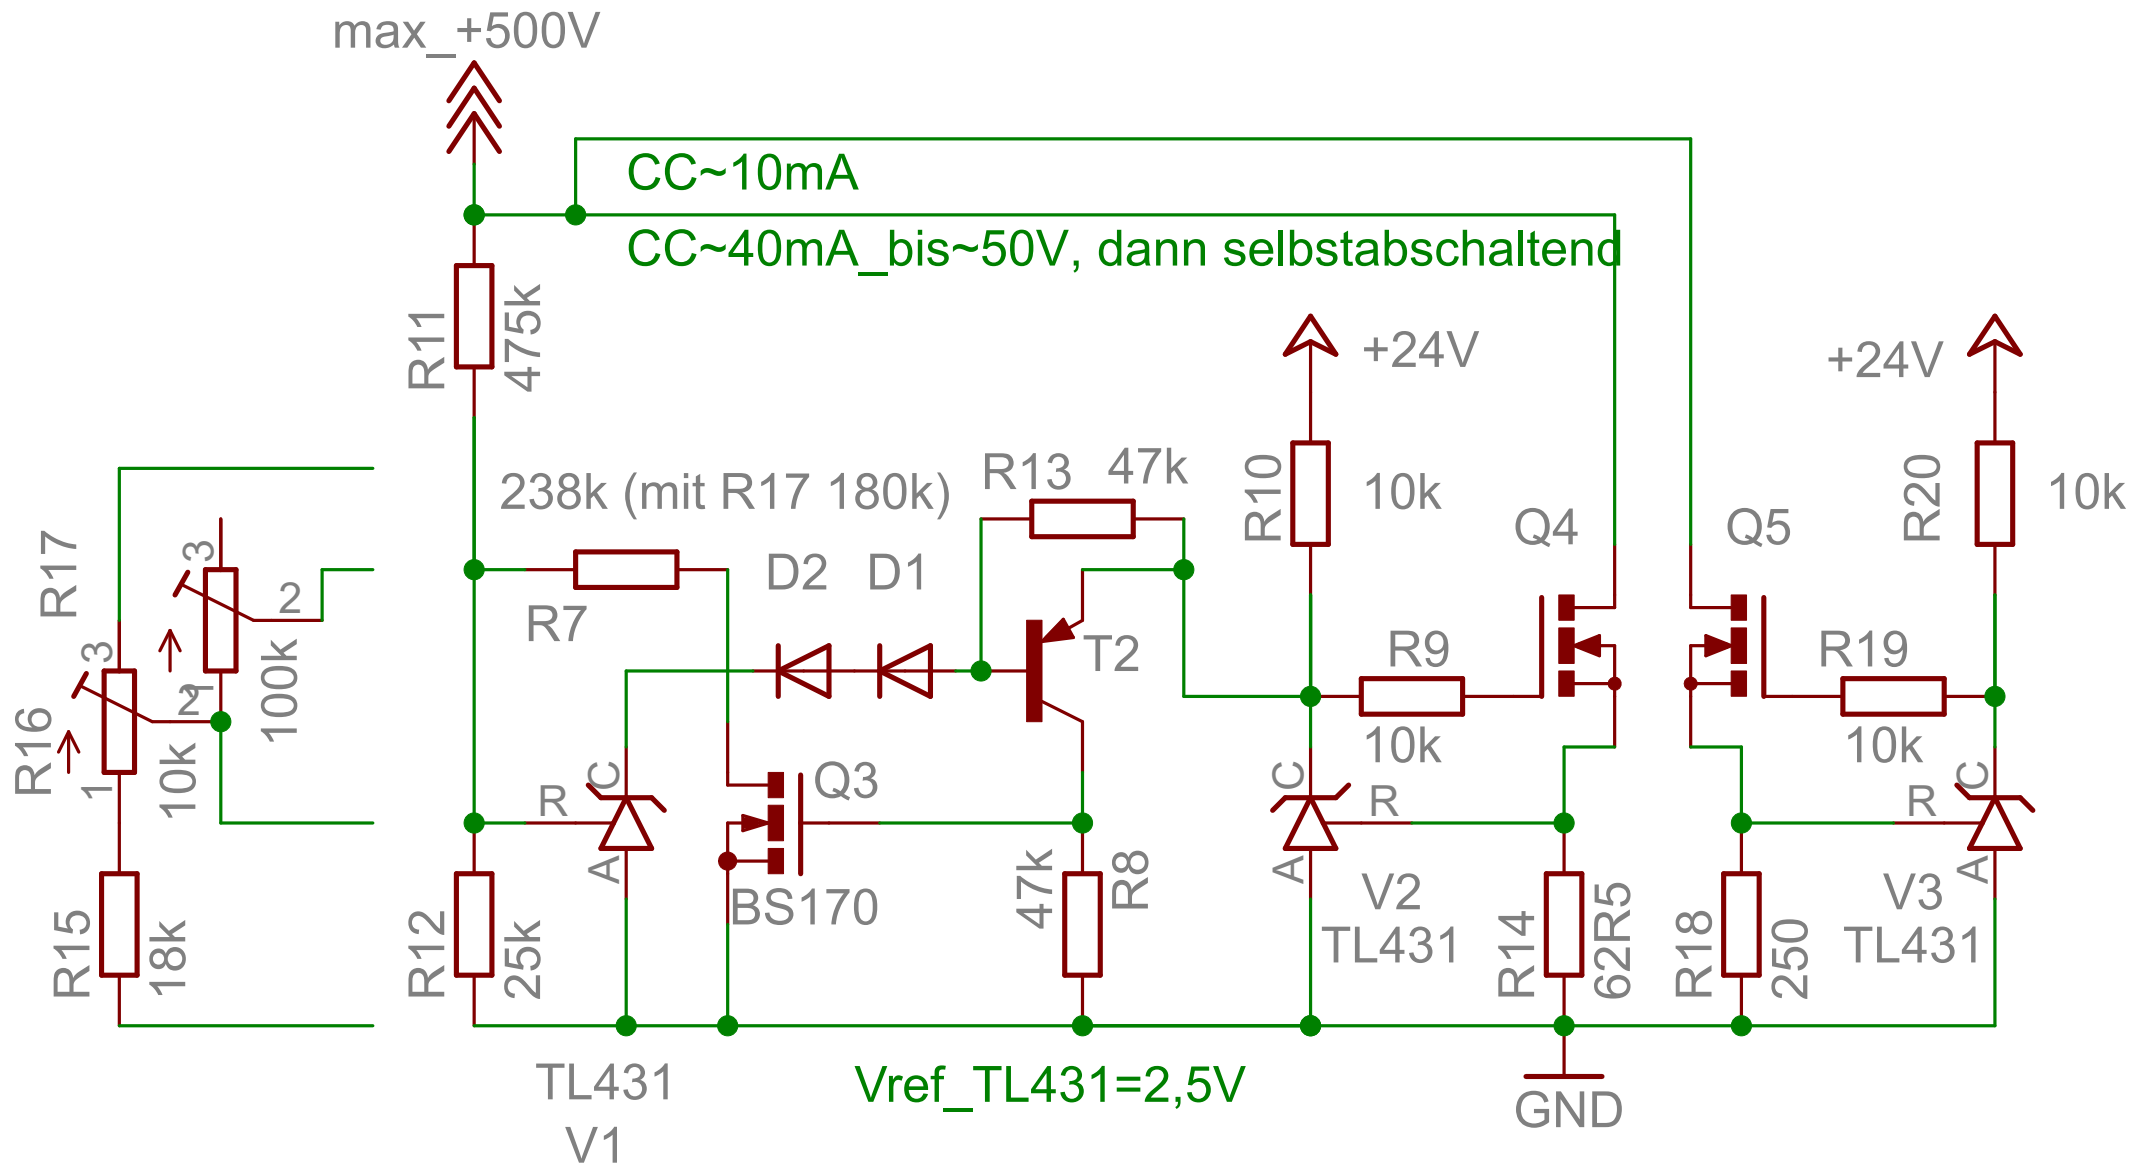 max_+500V
CC~10mA
CC~40mA_bis~50V, dann selbstabschaltend
R11
475k
+24V
+24V
238k (mit R17 180k)
R13
47k
R10
10k
R20
10k
Q4
Q5
R17
3
2
1
100k
R7
D2
D1
T2
R9
10k
R19
10k
R16
3
2
1
10k
R
C
A
Q3
BS170
R15
18k
R12
25k
47k
R8
C
R
A
V2
TL431
R14
62R5
R18
250
R
C
A
V3
TL431
TL431
V1
Vref_TL431=2,5V
GND